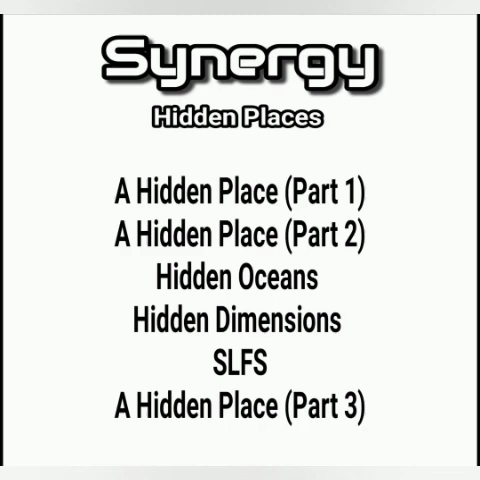 Synergy
Hidden Places
A Hidden Place (Part 1)
A Hidden Place (Part 2)
Hidden Oceans
Hidden Dimensions
SLFS
A Hidden Place (Part 3)